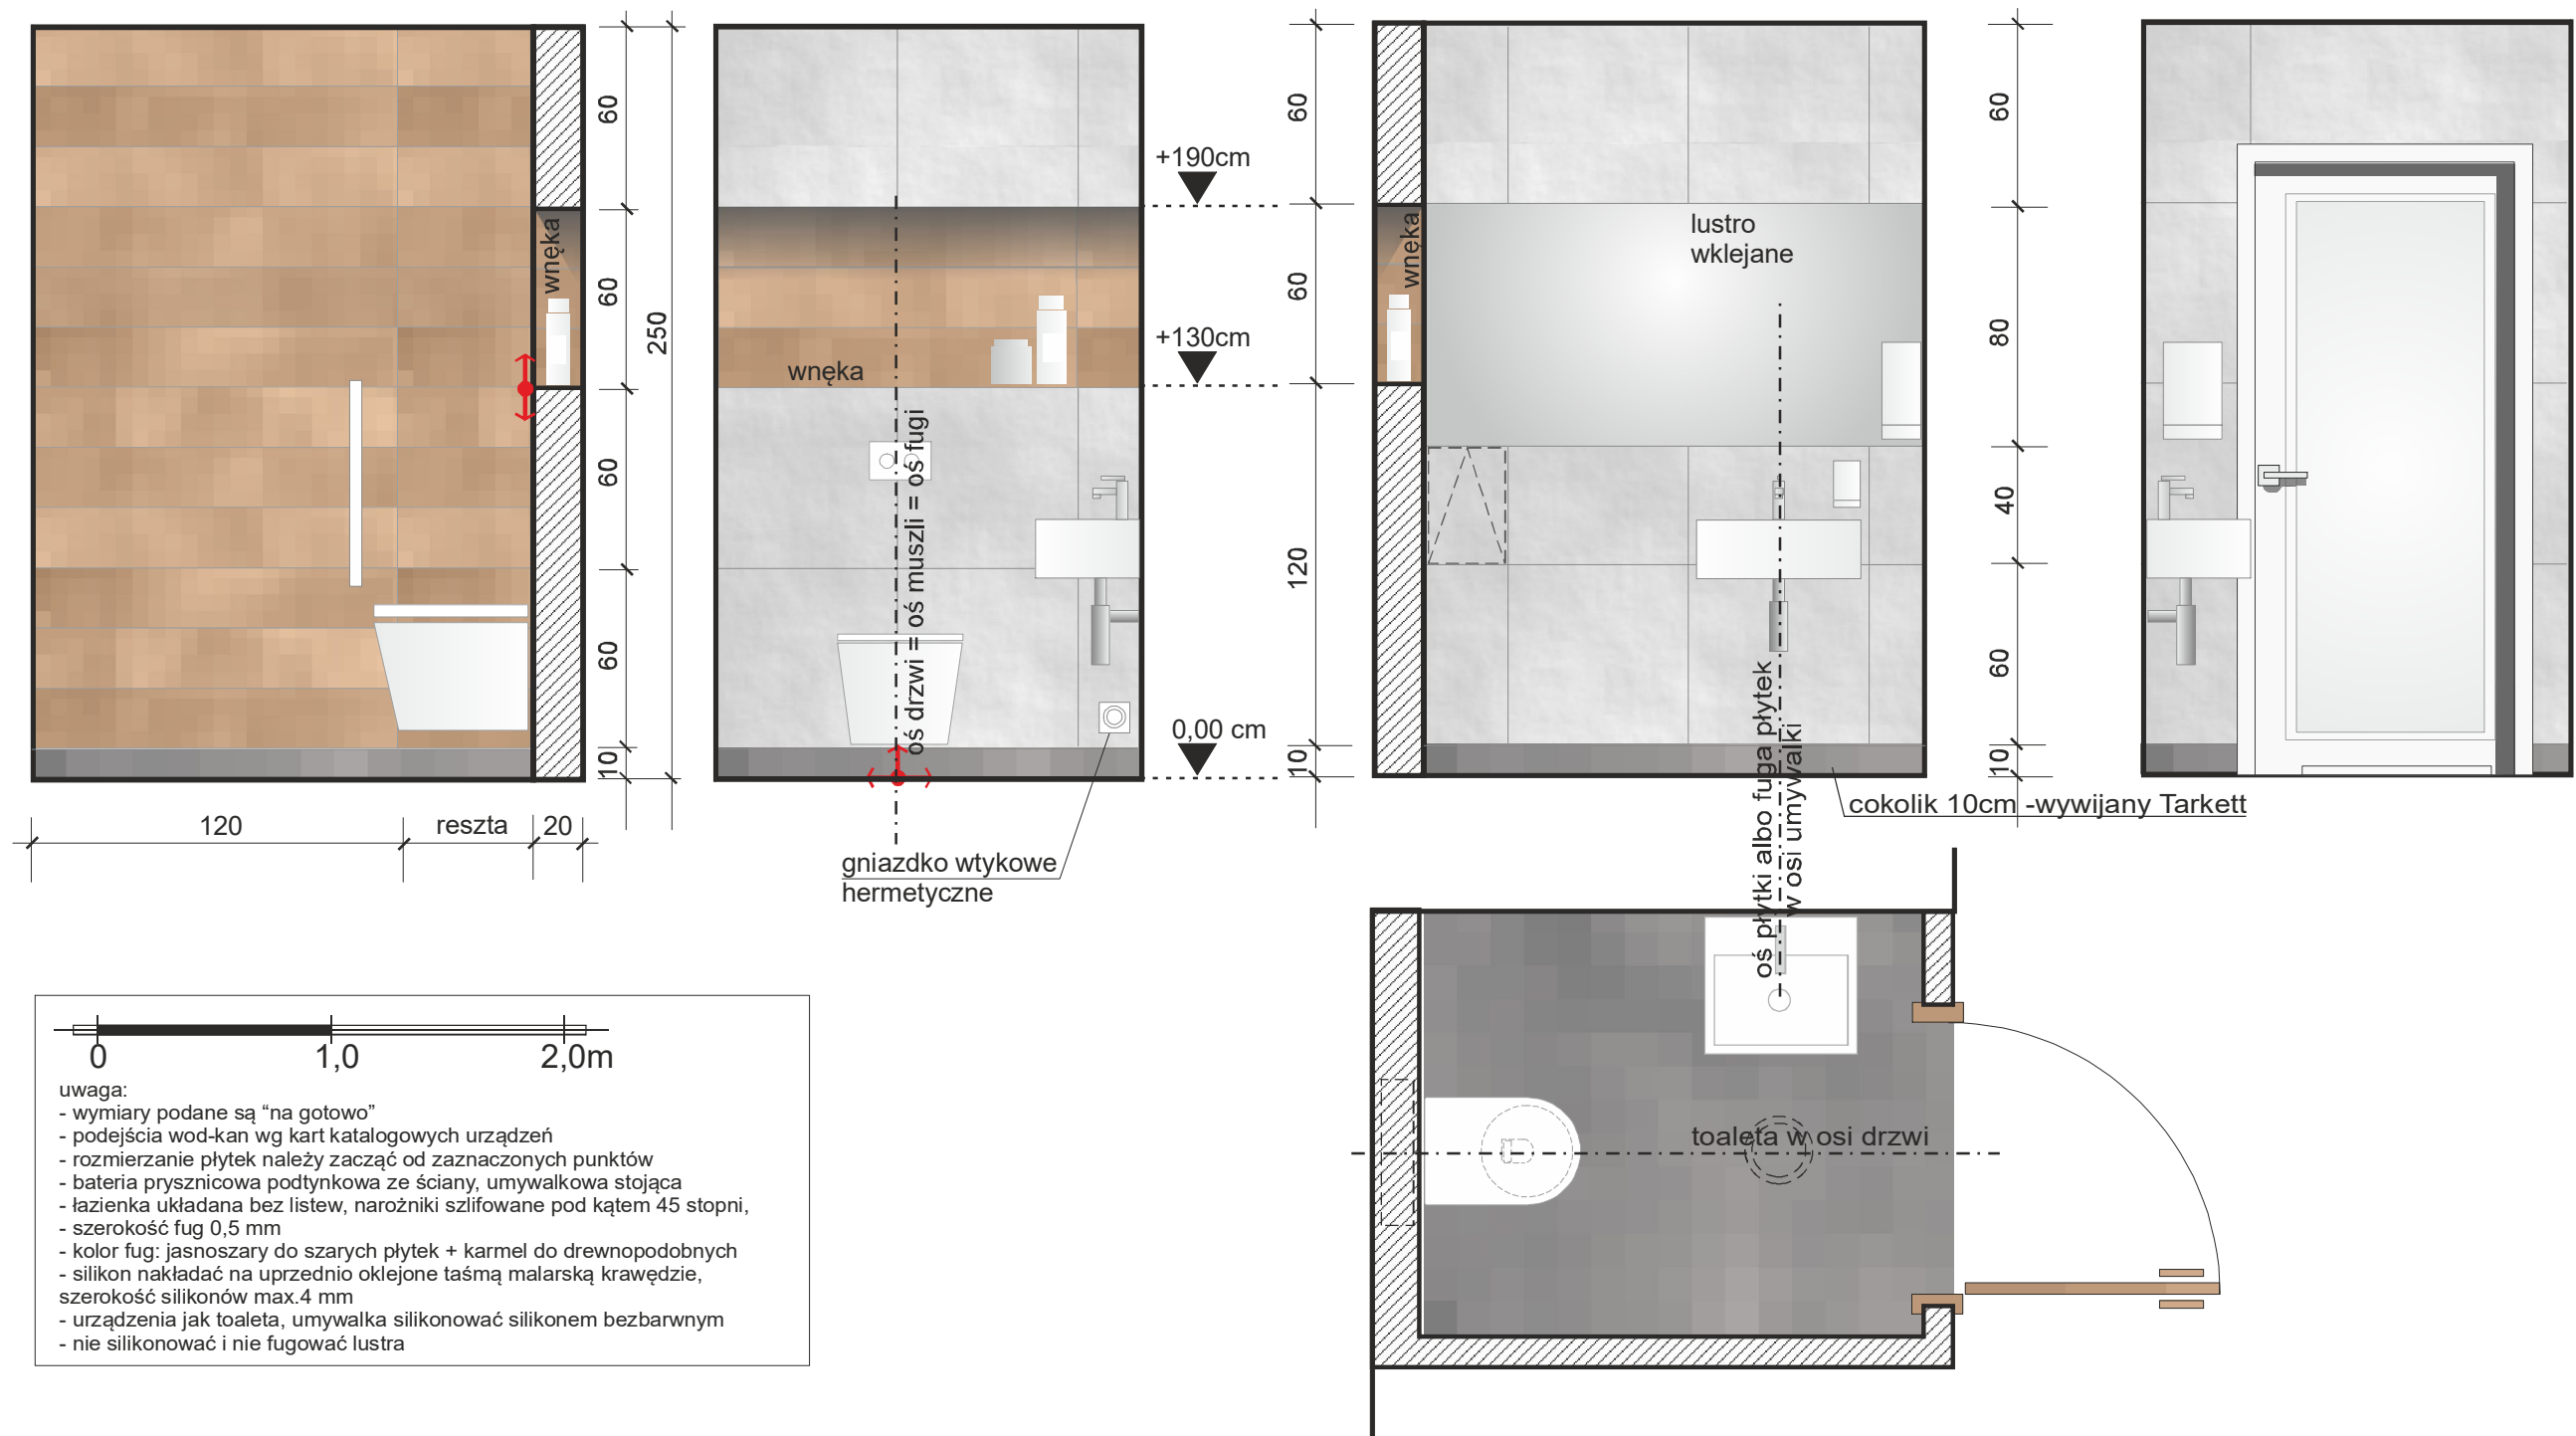 60
60
60
60
10
250
wnęka
120
reszta
20
wnęka
oś drzwi = oś muszli = oś fugi
+190cm
+130cm
0,00 cm
gniazdko wtykowe
hermetyczne
60
60
120
10
wnęka
lustro
wklejane
oś płytki albo fuga płytek
w osi umywalki
cokolik 10cm -wywijany Tarkett
60
80
40
60
10
toaleta w osi drzwi
0
1,0
2,0m
uwaga:
- wymiary podane są “na gotowo”
- podejścia wod-kan wg kart katalogowych urządzeń
- rozmierzanie płytek należy zacząć od zaznaczonych punktów
- bateria prysznicowa podtynkowa ze ściany, umywalkowa stojąca
- łazienka układana bez listew, narożniki szlifowane pod kątem 45 stopni,
- szerokość fug 0,5 mm
- kolor fug: jasnoszary do szarych płytek + karmel do drewnopodobnych
- silikon nakładać na uprzednio oklejone taśmą malarską krawędzie,
szerokość silikonów max.4 mm
- urządzenia jak toaleta, umywalka silikonować silikonem bezbarwnym
- nie silikonować i nie fugować lustra